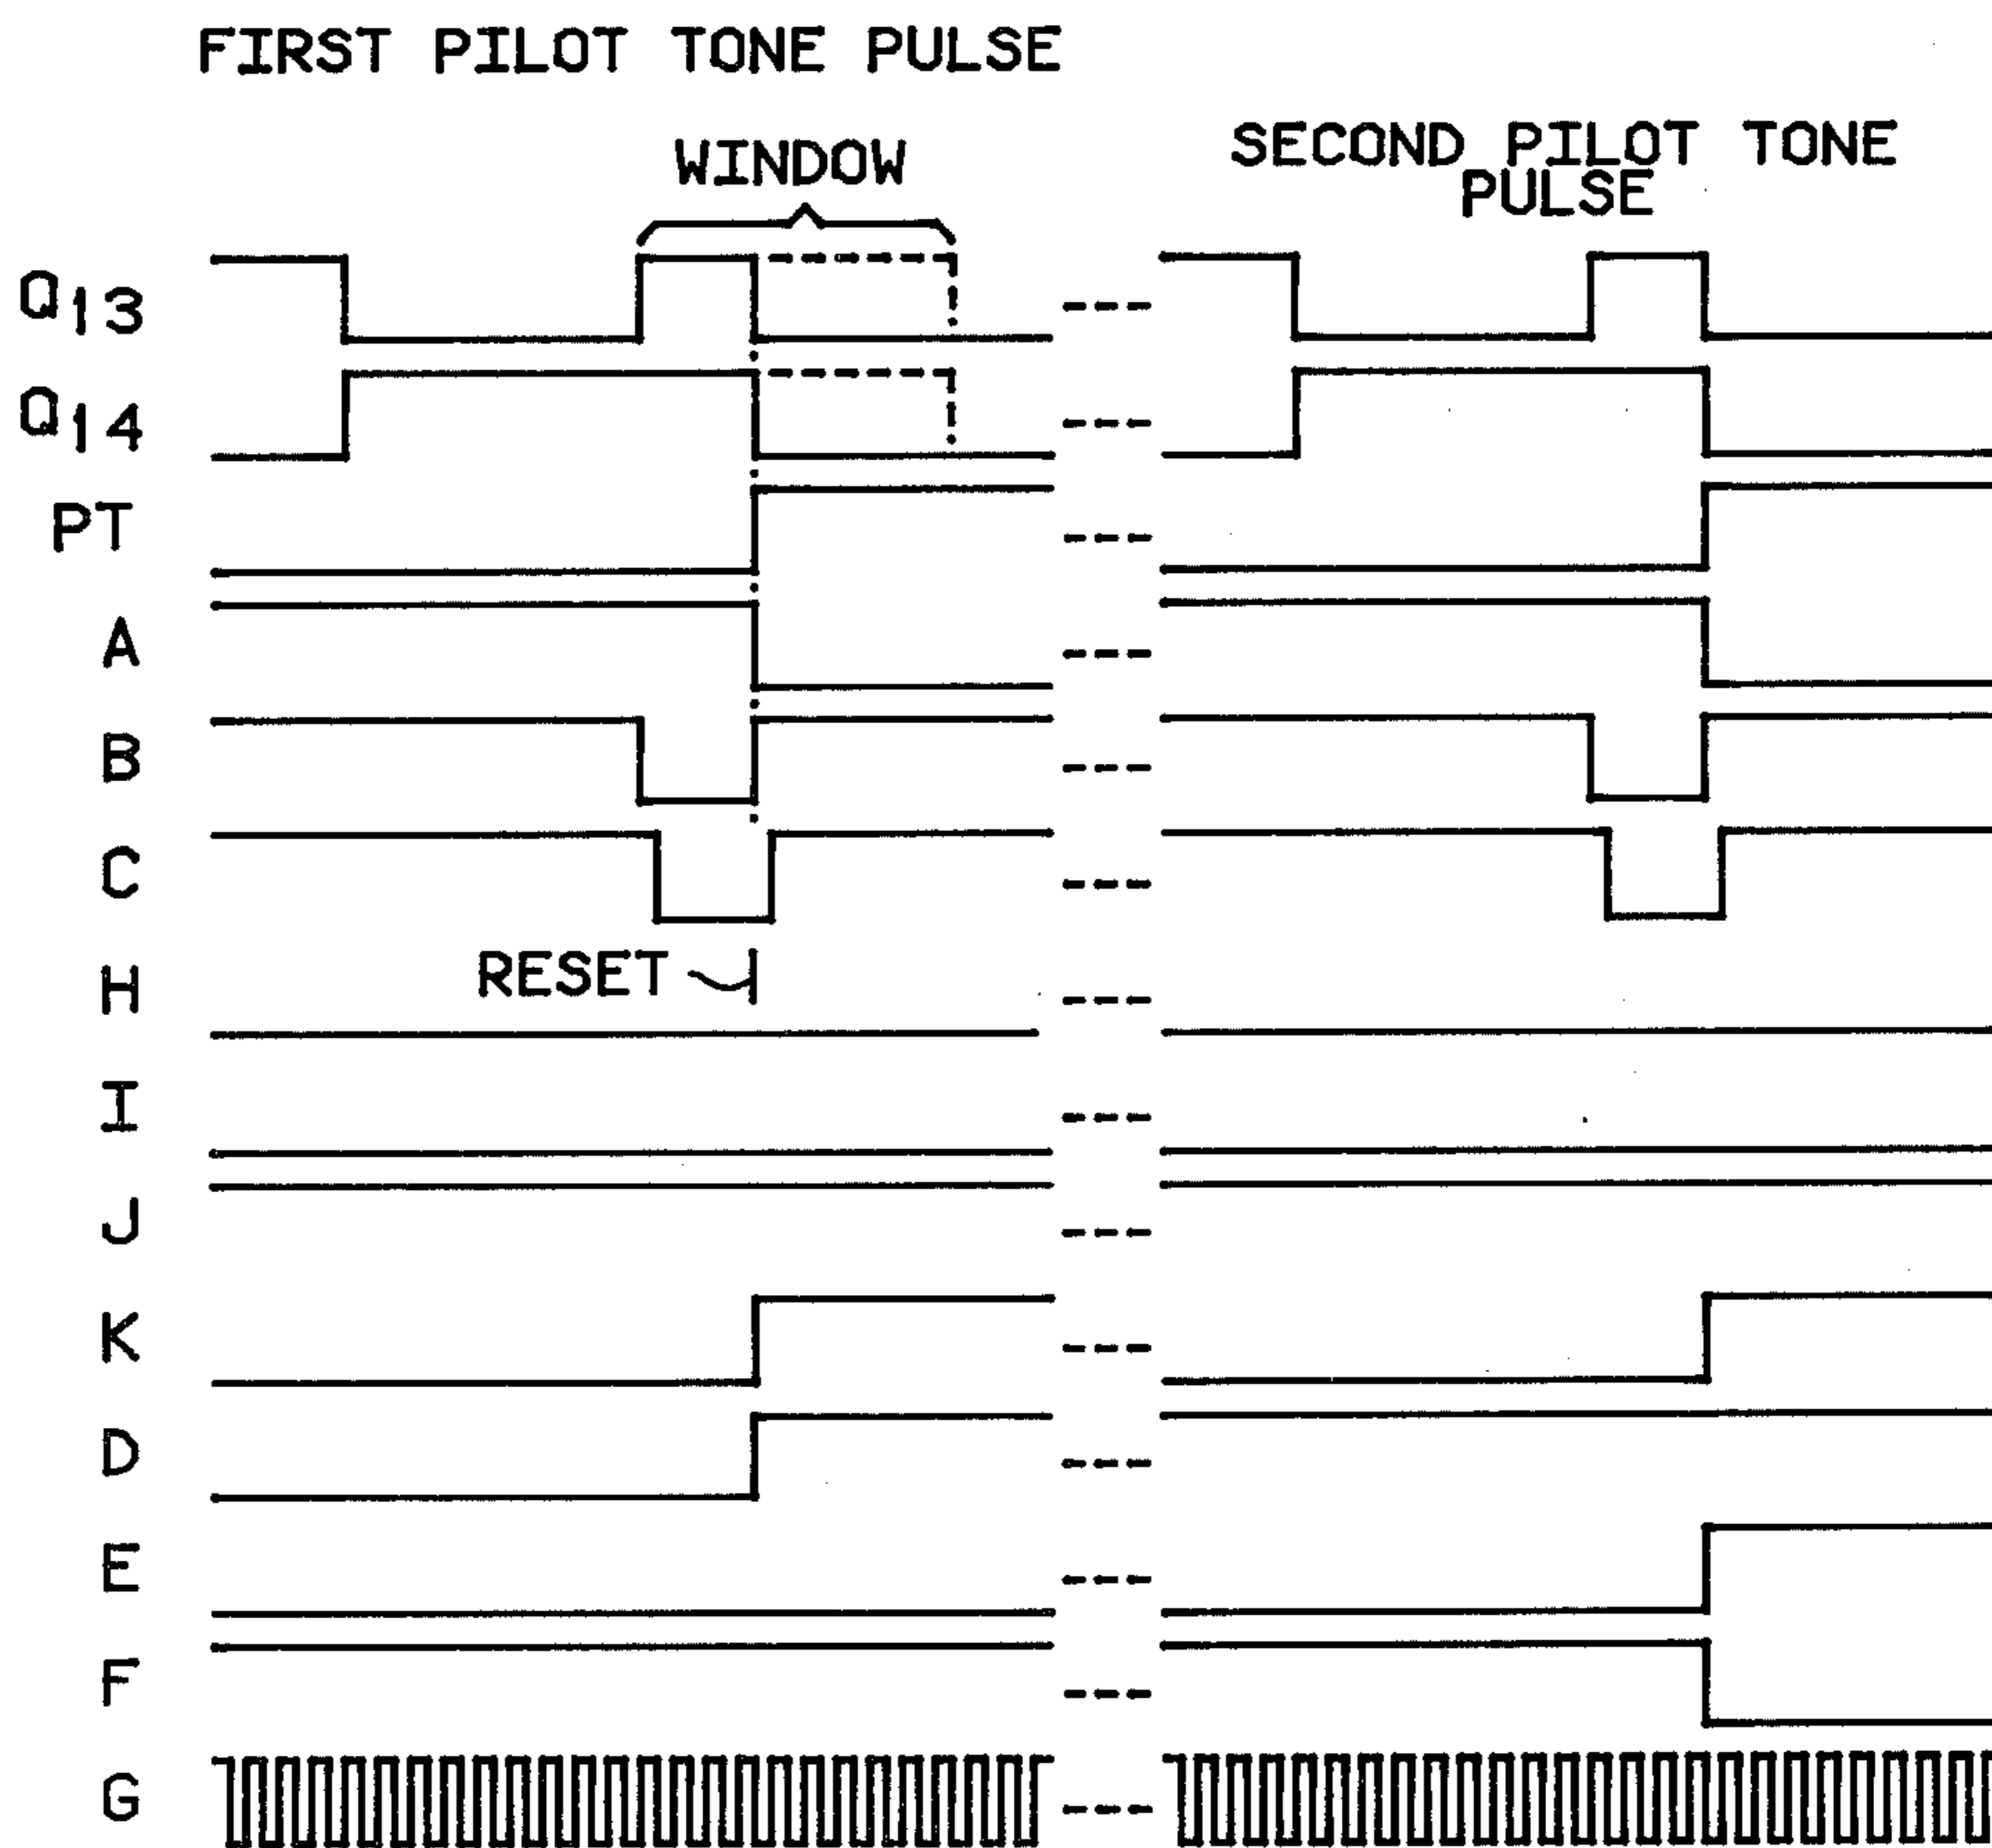 FIRST PILOT TONE PULSE
WINDOW
SECOND PILOT TONE
PULSE
Q13
Q14
PT
A
B
C
H
RESET
I
J
K
D
E
F
G